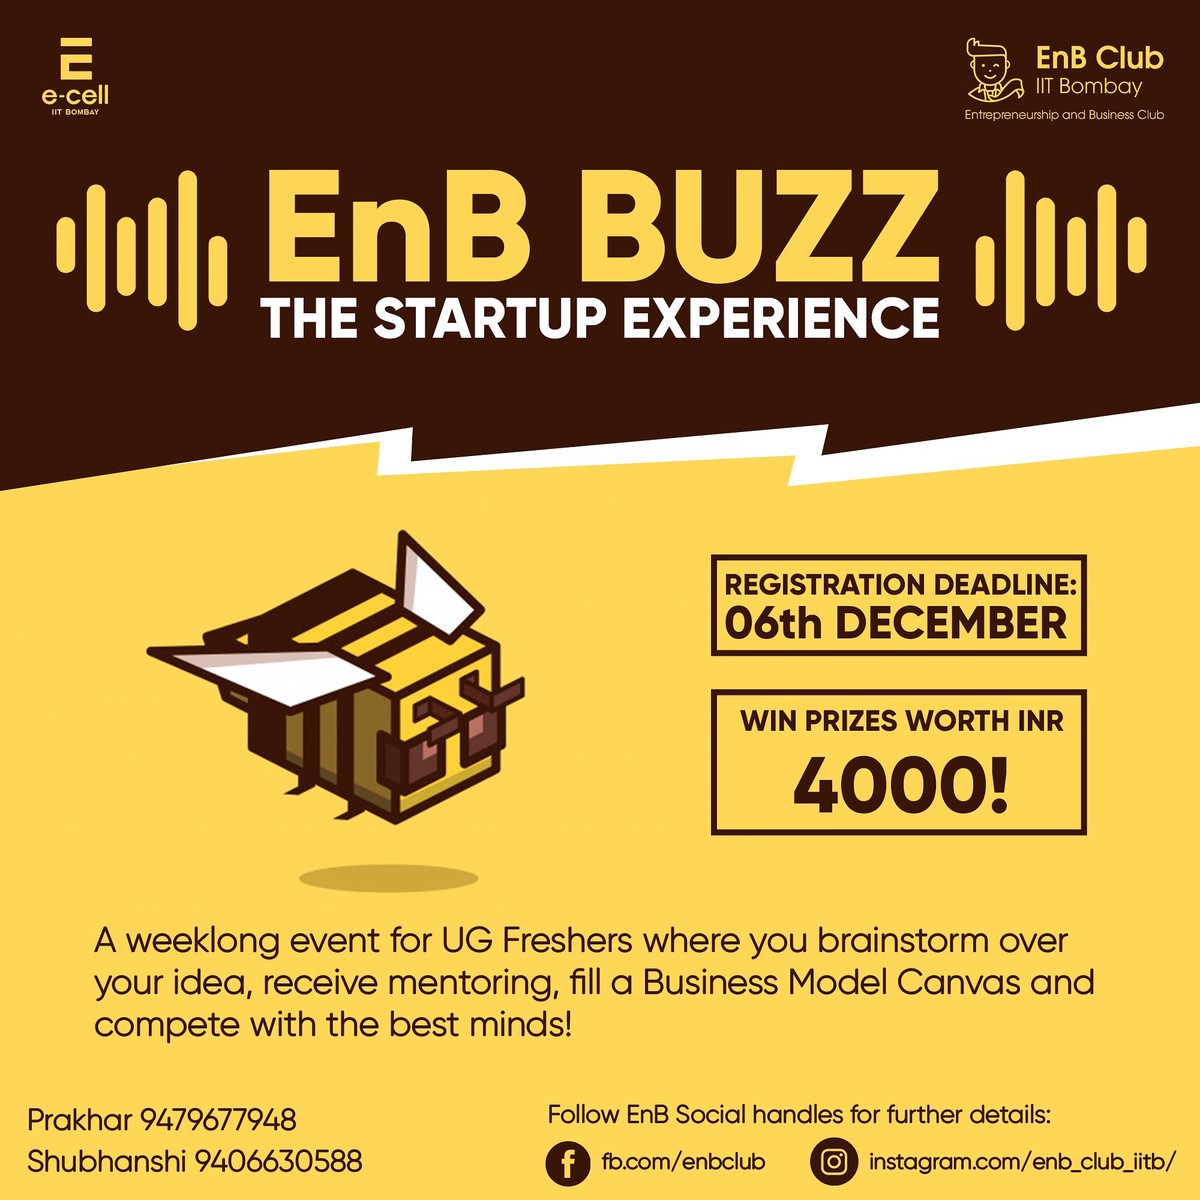 e-cell
IIT BOMBAY
EnB Club
IIT Bombay
Entrepreneurship and Business Club
EnB BUZZ
THE STARTUP EXPERIENCE
REGISTRATION DEADLINE:
06th DECEMBER
WIN PRIZES WORTH INR
4000!
A weeklong event for UG Freshers where you brainstorm over
your idea, receive mentoring, fill a Business Model Canvas and
compete with the best minds!
Prakhar 9479677948
Shubhanshi 9406630588
Follow EnB Social handles for further details:
fb.com/enbclub
instagram.com/enb_club_iitb/